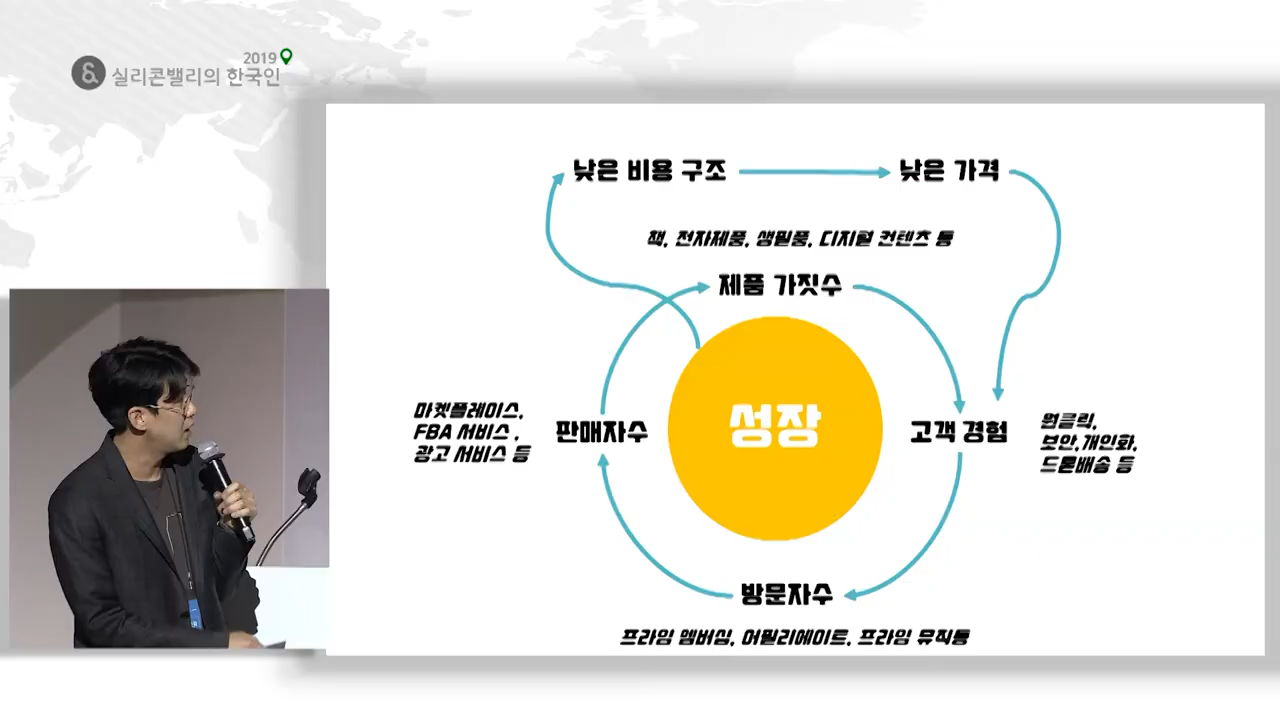 2019
& 실리콘밸리의 한국인
낮은 비용 구조
낮은 가격
책, 전자제품, 생필품, 디지털 컨텐츠 등
제품 가짓수
마켓플레이스,
FBA 서비스 ,
광고 서비스 등
판매자수
성장
고객 경험
원클릭,
보안,개인화,
드론배송 등
방문자수
프라임 멤버십, 어필리에이트, 프라임 뮤직등